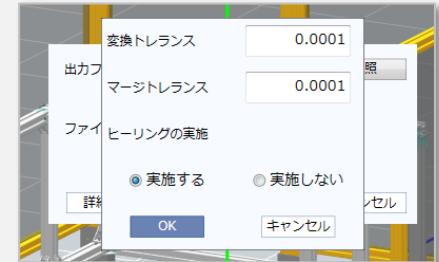 変換トレランス 0.0001
出力フ 照
マージトレランス 0.0001
ファイ
ヒーリングの実施
実施する 実施しない
詳 ンセル
OK キャンセル